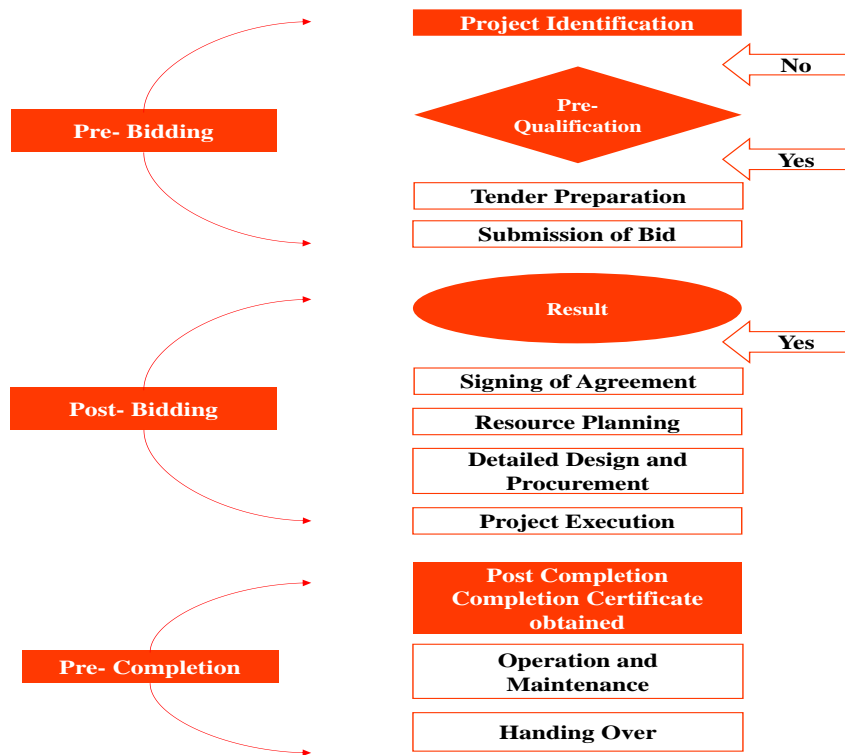 Project Identification
No
Pre-
Qualification
Pre- Bidding
Yes
Tender Preparation
Submission of Bid
Result
Yes
Signing of Agreement
Post- Bidding
Resource Planning
Detailed Design and
Procurement
Project Execution
Post Completion
Completion Certificate
obtained
Pre- Completion
Operation and
Maintenance
Handing Over